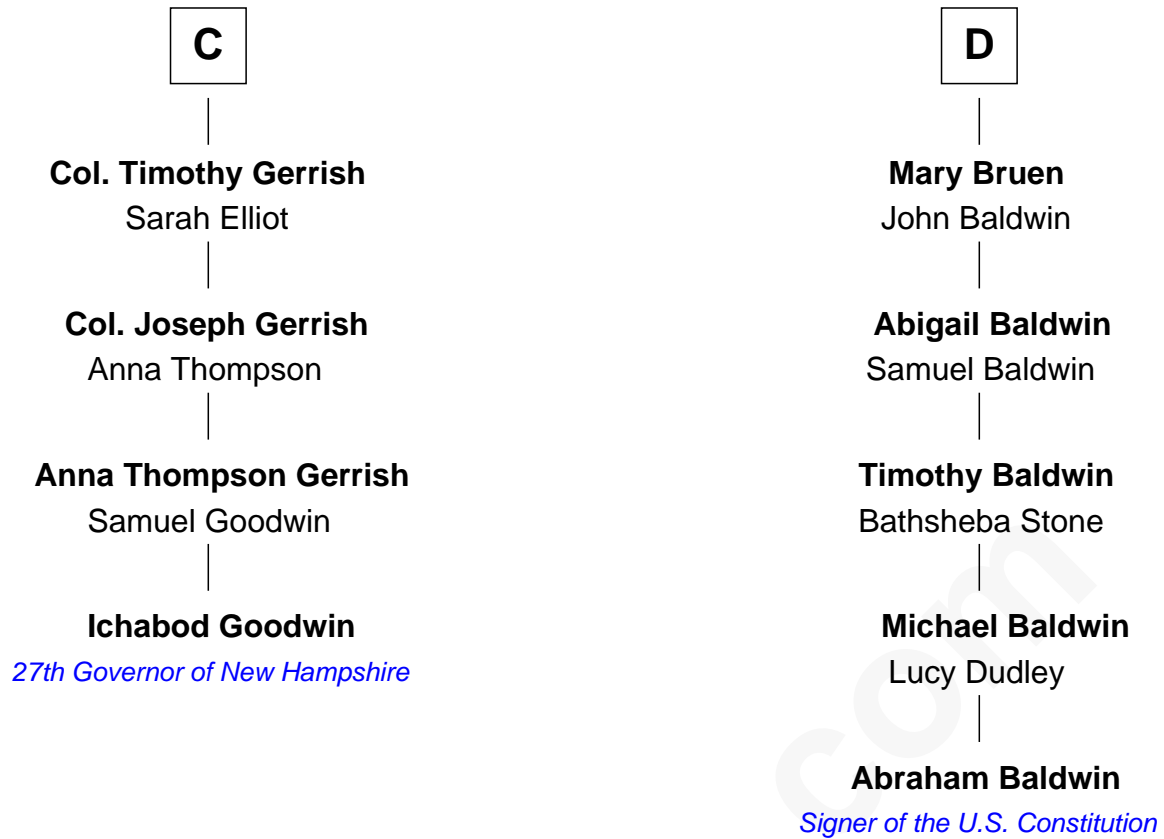 C
Col. Timothy Gerrish
Sarah Elliot
Col. Joseph Gerrish
Anna Thompson
Anna Thompson Gerrish
Samuel Goodwin
Ichabod Goodwin
27th Governor of New Hampshire
D
Mary Bruen
John Baldwin
Abigail Baldwin
Samuel Baldwin
Timothy Baldwin
Bathsheba Stone
Michael Baldwin
Lucy Dudley
Abraham Baldwin
Signer of the U.S. Constitution
com